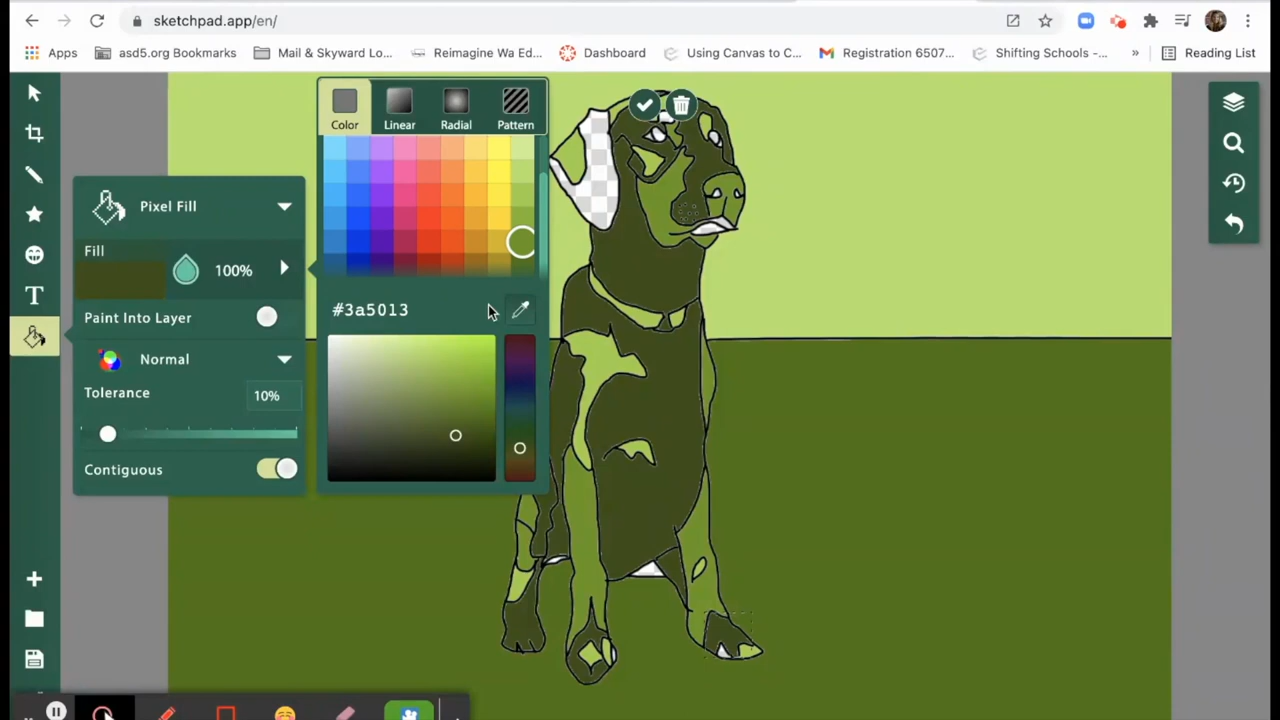 sketchpad.app/en/
Apps asd5.org Bookmarks Mail & Skyward Lo... Reimagine Wa Ed... Dashboard Using Canvas to C... Registration 6507... Shifting Schools -... » Reading List
Color Linear Radial Pattern
Pixel Fill
Fill
100%
#3a5013
Paint Into Layer
Normal
Tolerance
10%
Contiguous
T